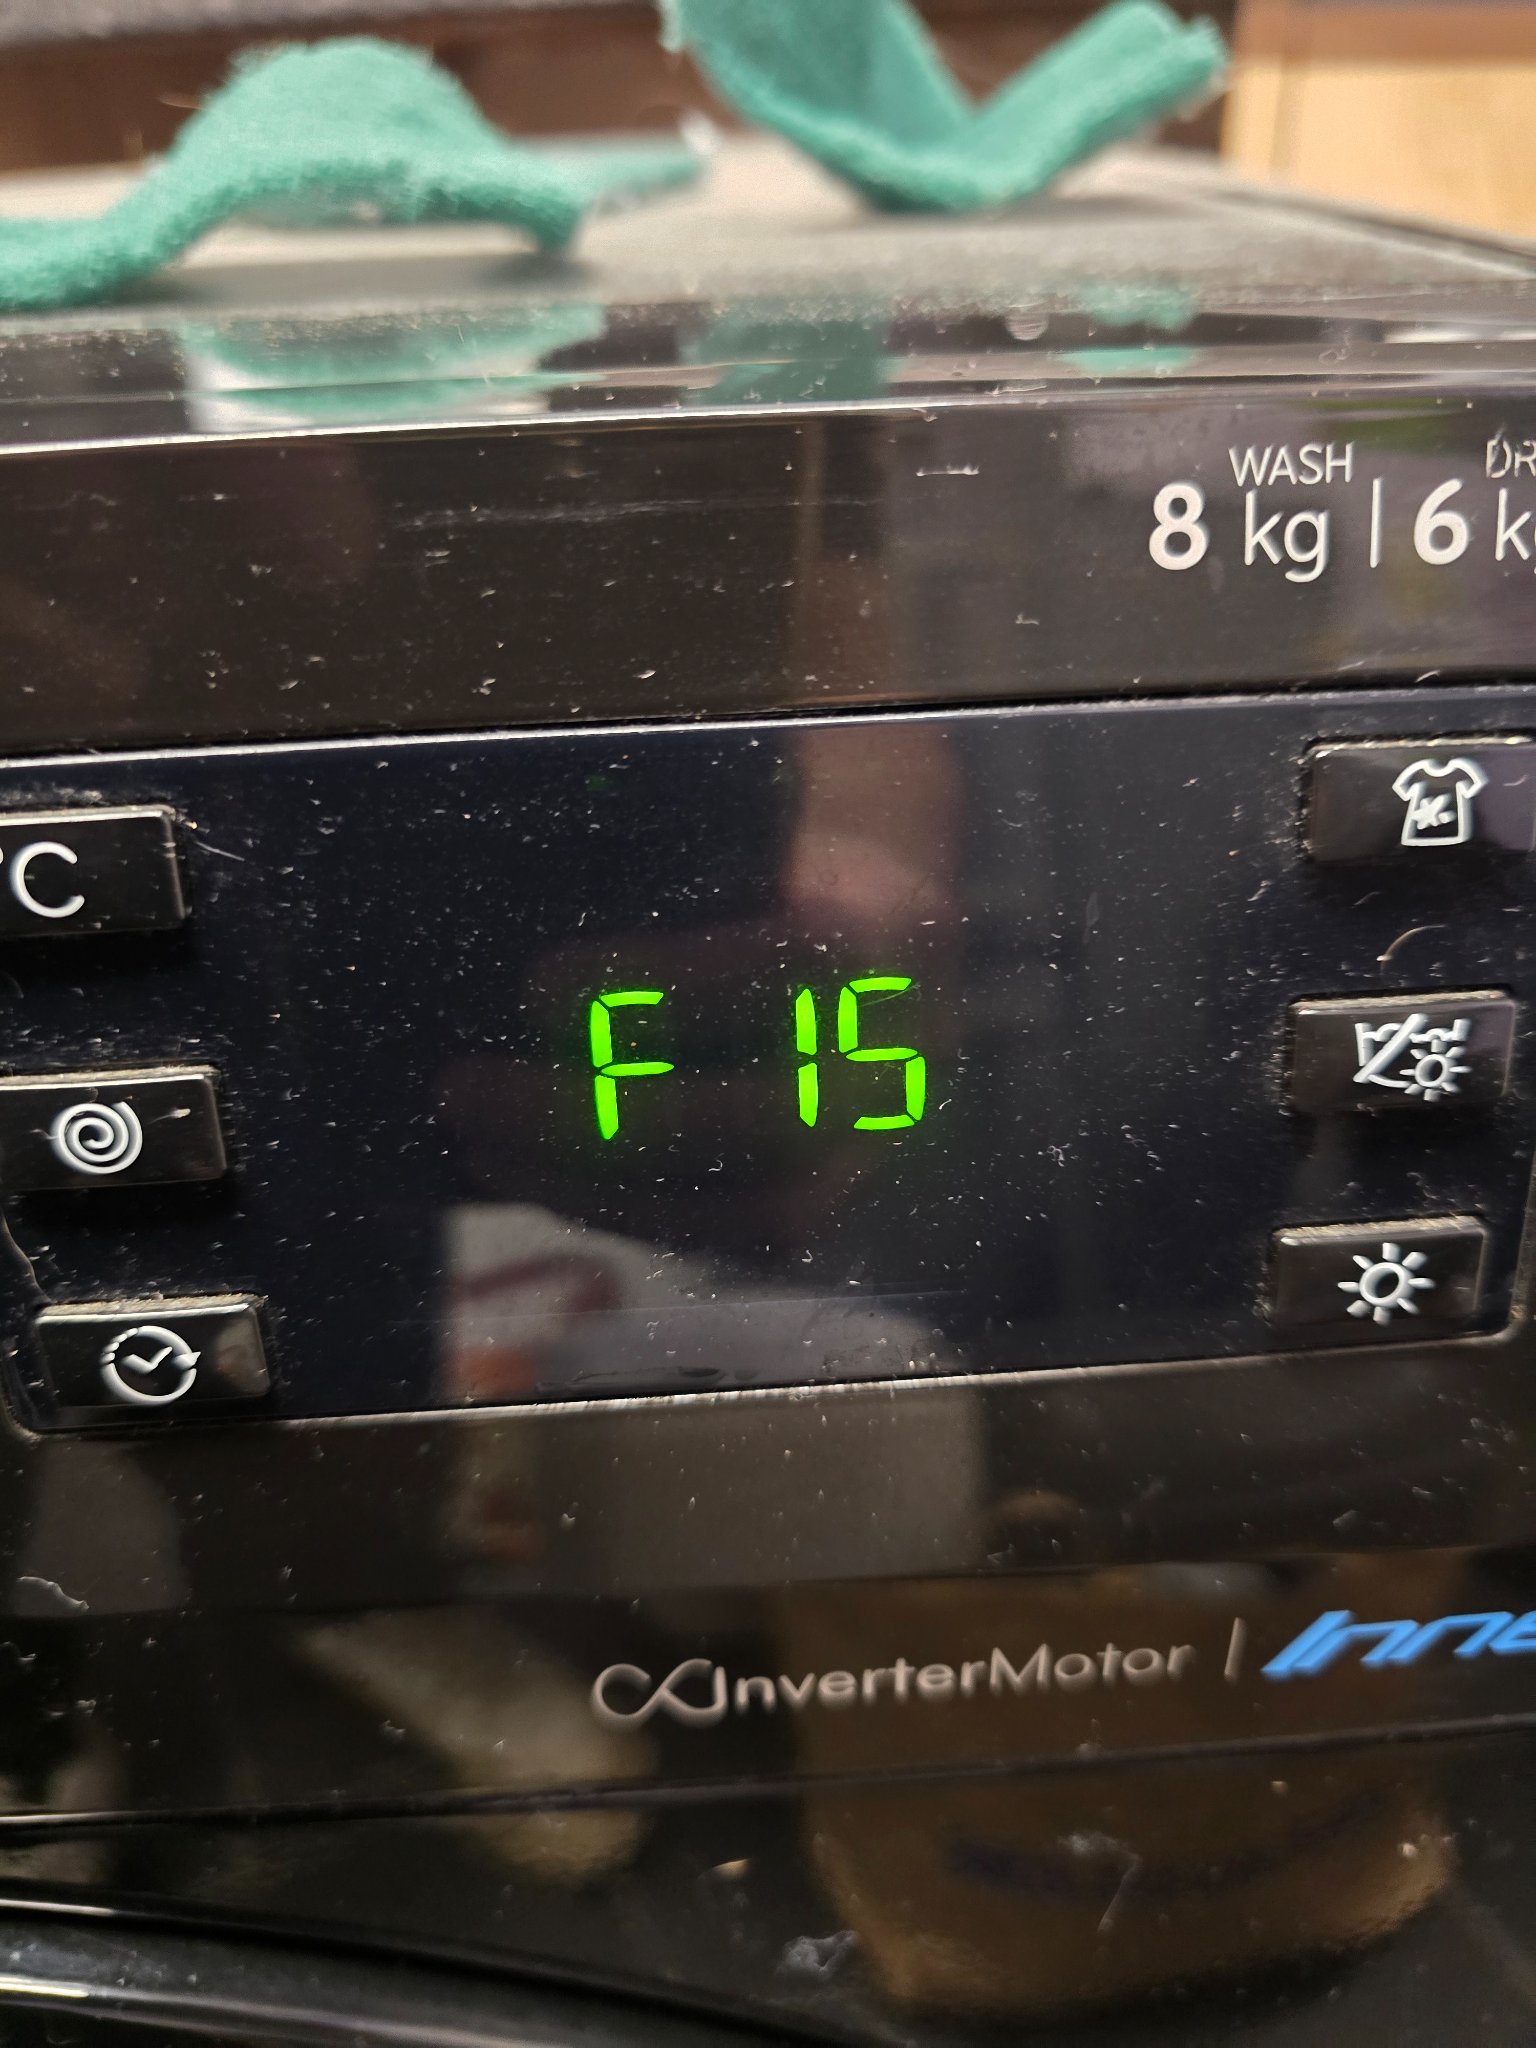 WASH
8 kg | 6
°C
F 15
InverterMotor |